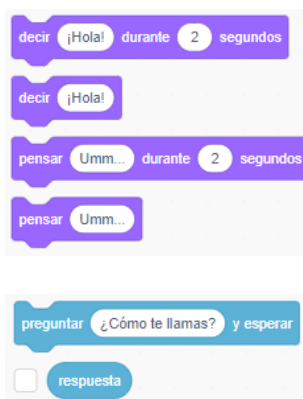 decir ¡Hola! durante 2 segundos
decir ¡Hola!
pensar Umm... durante 2 segundos
pensar Umm...
preguntar ¿Cómo te llamas? y esperar
respuesta